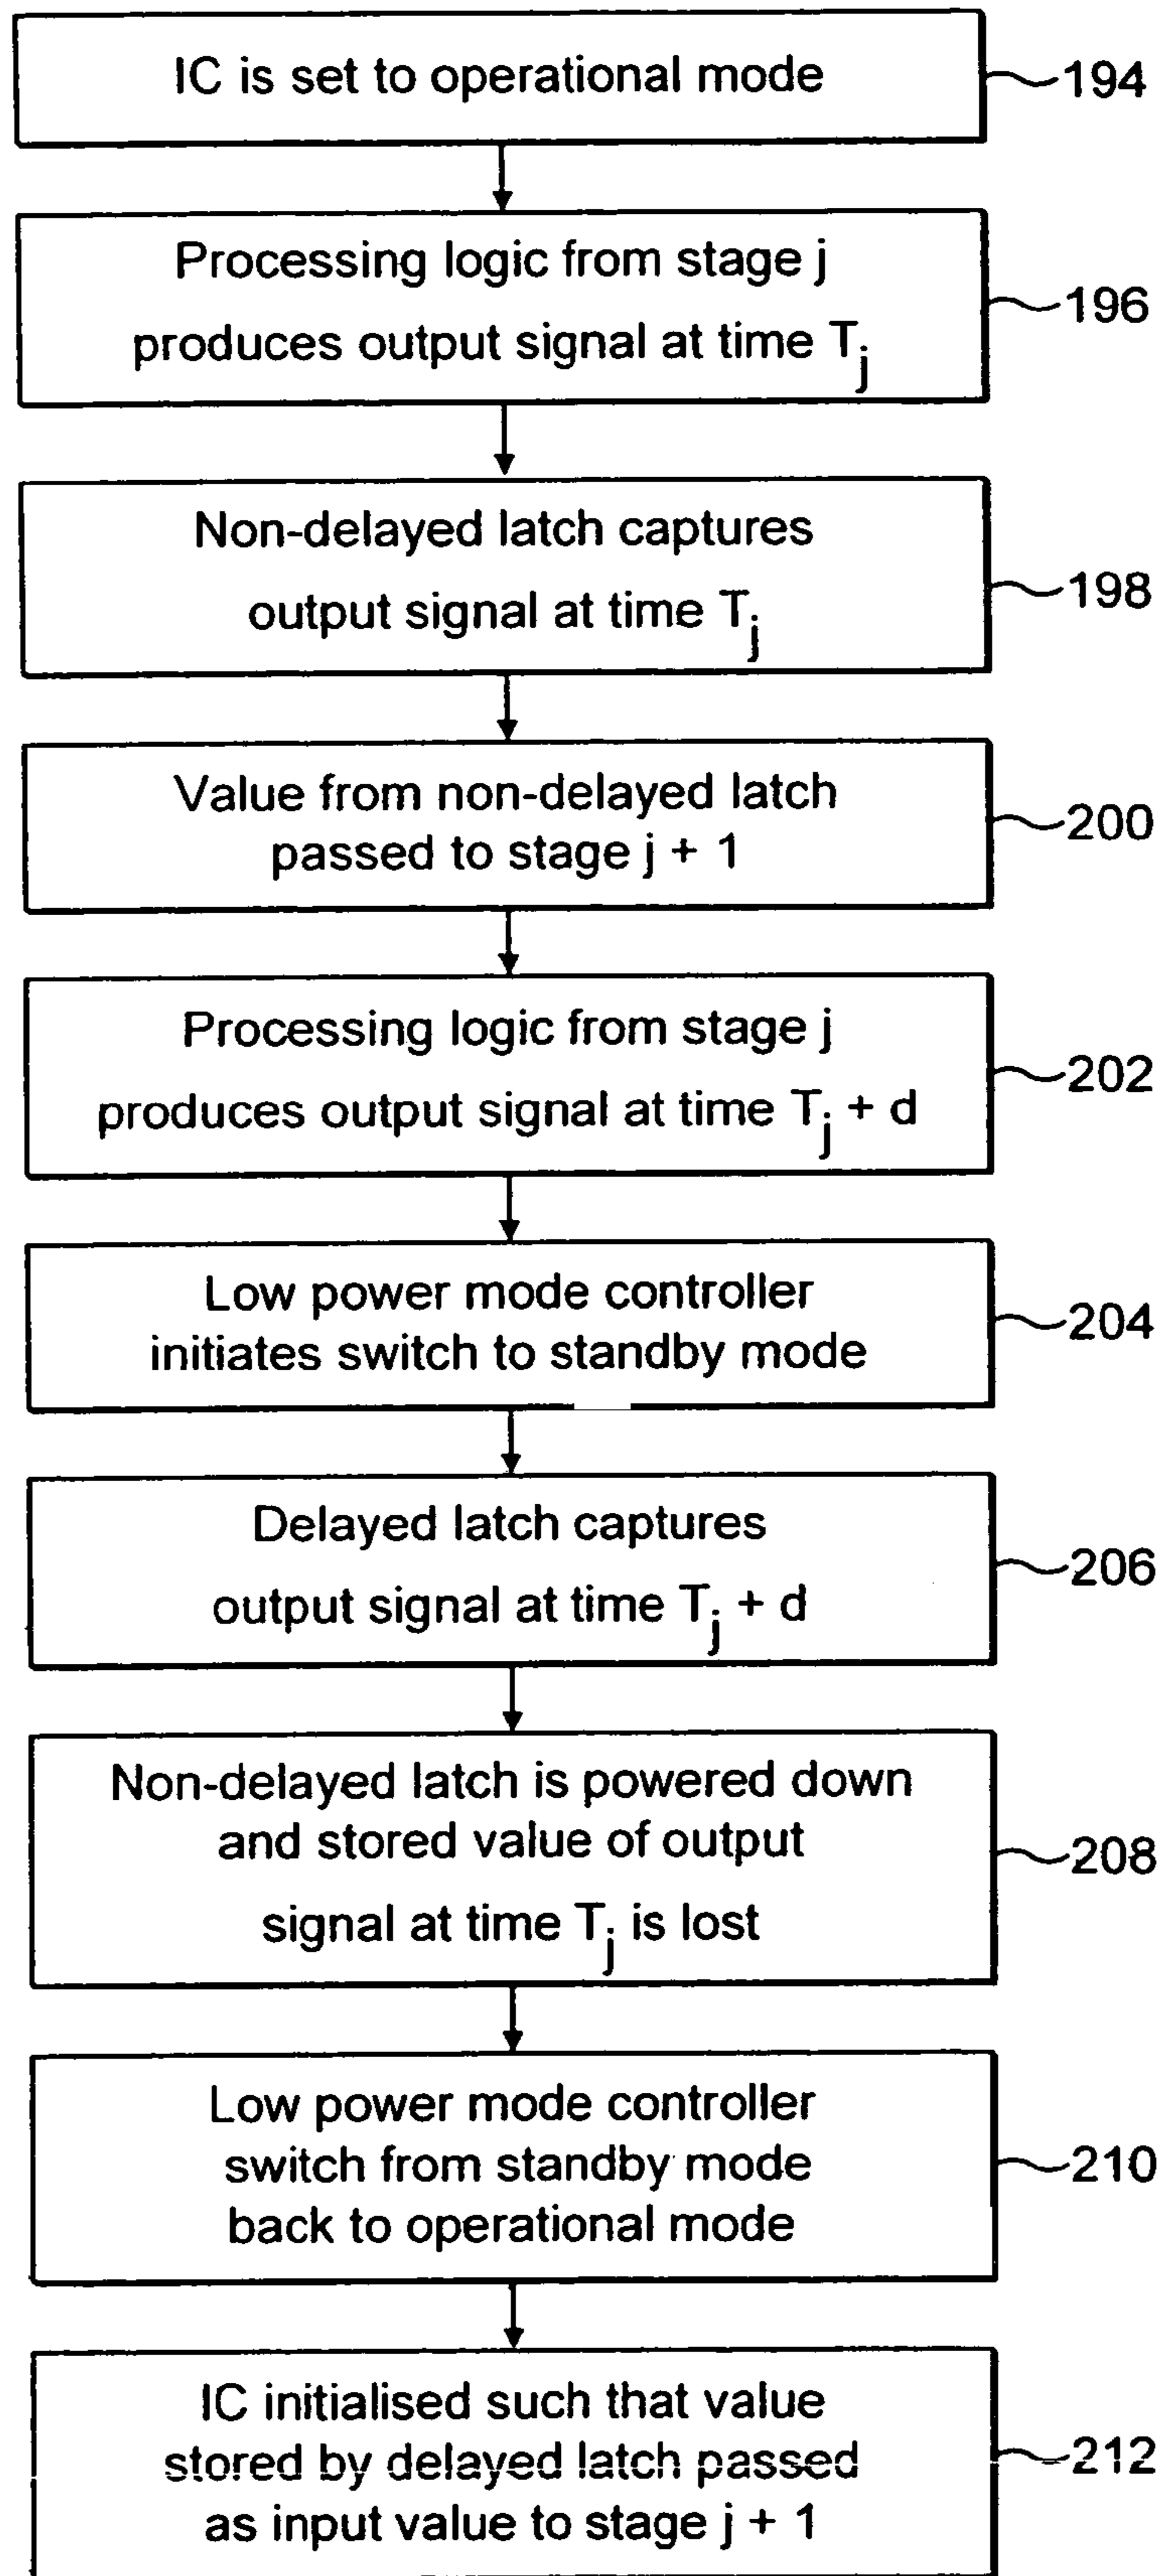 IC is set to operational mode
194
Processing logic from stage j
produces output signal at time Tj
196
Non-delayed latch captures
output signal at time Tj
198
Value from non-delayed latch
passed to stage j + 1
200
Processing logic from stage j
produces output signal at time Tj + d
202
Low power mode controller
initiates switch to standby mode
204
Delayed latch captures
output signal at time Tj + d
206
Non-delayed latch is powered down
and stored value of output
signal at time Tj is lost
208
Low power mode controller
switch from standby mode
back to operational mode
210
IC initialised such that value
stored by delayed latch passed
as input value to stage j + 1
212